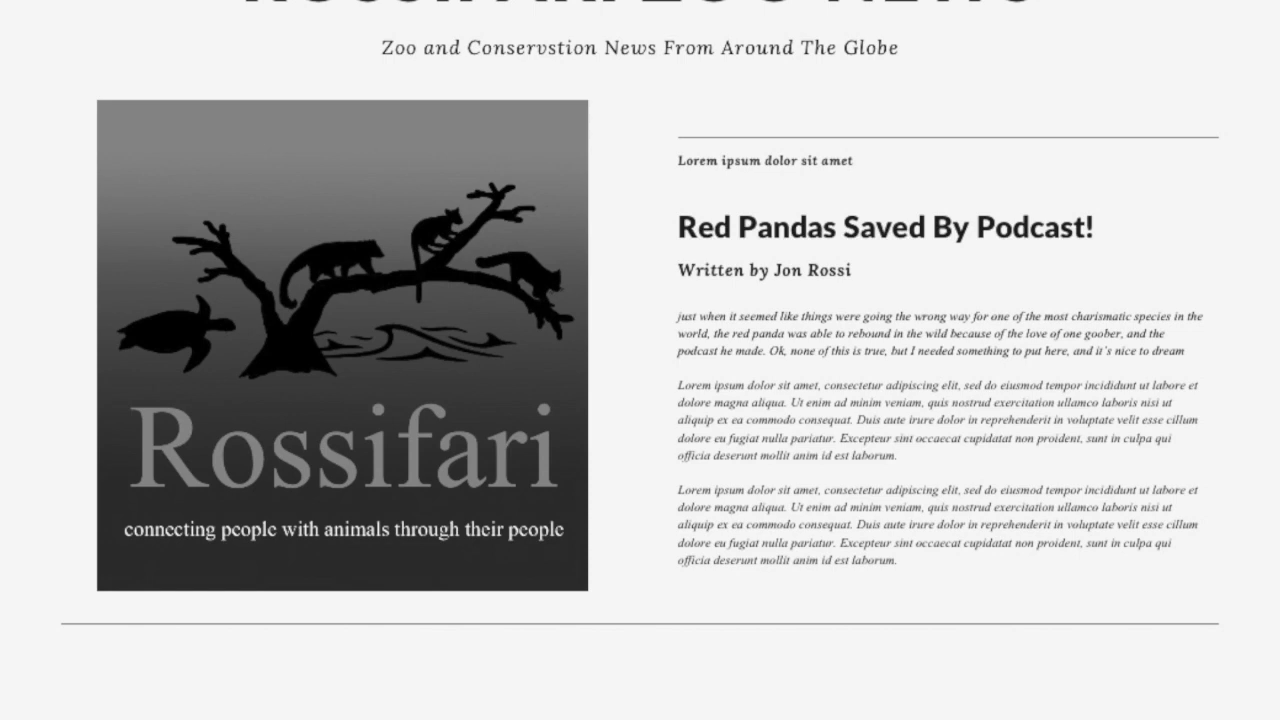 ROSSIFARI ZOO NEWS
Zoo and Conservstion News From Around The Globe
Lorem ipsum dolor sit amet
Red Pandas Saved By Podcast!
Written by Jon Rossi
just when it seemed like things were going the wrong way for one of the most charismatic species in the
world, the red panda was able to rebound in the wild because of the love of one goober, and the
podcast he made. Ok, none of this is true, but I needed something to put here, and it's nice to dream
Lorem ipsum dolor sit amet, consectetur adipiscing elit, sed do eiusmod tempor incididunt ut labore et
dolore magna aliqua. Ut enim ad minim veniam, quis nostrud exercitation ullamco laboris nisi ut
aliquip ex ea commodo consequat. Duis aute irure dolor in reprehenderit in voluptate velit esse cillum
dolore eu fugiat nulla pariatur. Excepteur sint occaecat cupidatat non proident, sunt in culpa qui
officia deserunt mollit anim id est laborum.
Lorem ipsum dolor sit amet, consectetur adipiscing elit, sed do eiusmod tempor incididunt ut labore et
dolore magna aliqua. Ut enim ad minim veniam, quis nostrud exercitation ullamco laboris nisi ut
aliquip ex ea commodo consequat. Duis aute irure dolor in reprehenderit in voluptate velit esse cillum
dolore eu fugiat nulla pariatur. Excepteur sint occaecat cupidatat non proident, sunt in culpa qui
officia deserunt mollit anim id est laborum.
Rossifari
connecting people with animals through their people